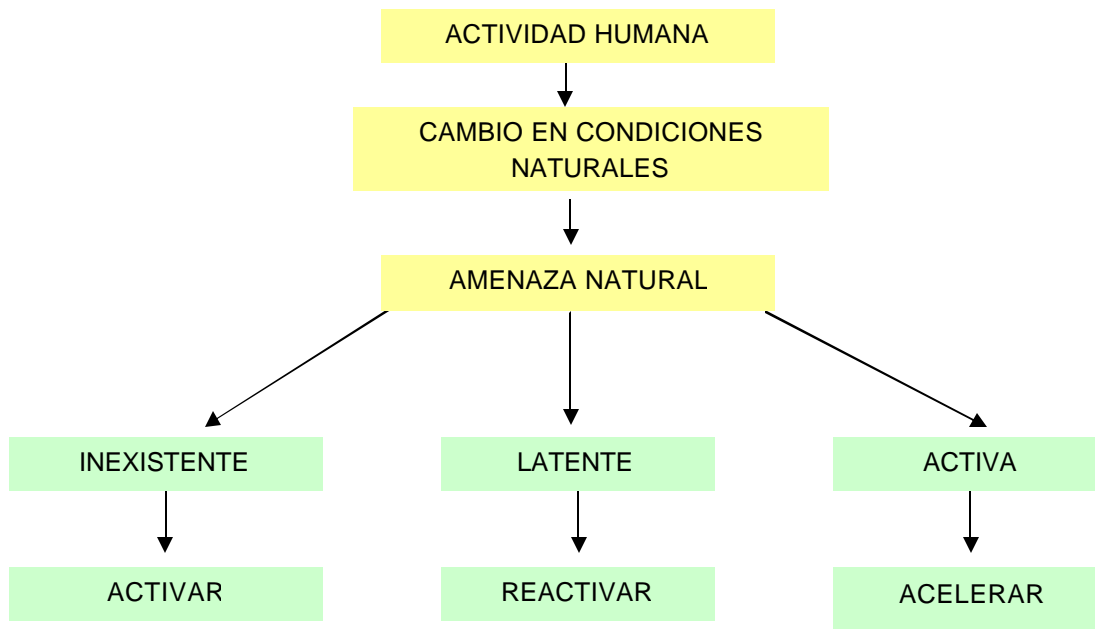 ACTIVIDAD HUMANA
CAMBIO EN CONDICIONES
NATURALES
AMENAZA NATURAL
INEXISTENTE
LATENTE
ACTIVA
ACTIVAR
REACTIVAR
ACELERAR